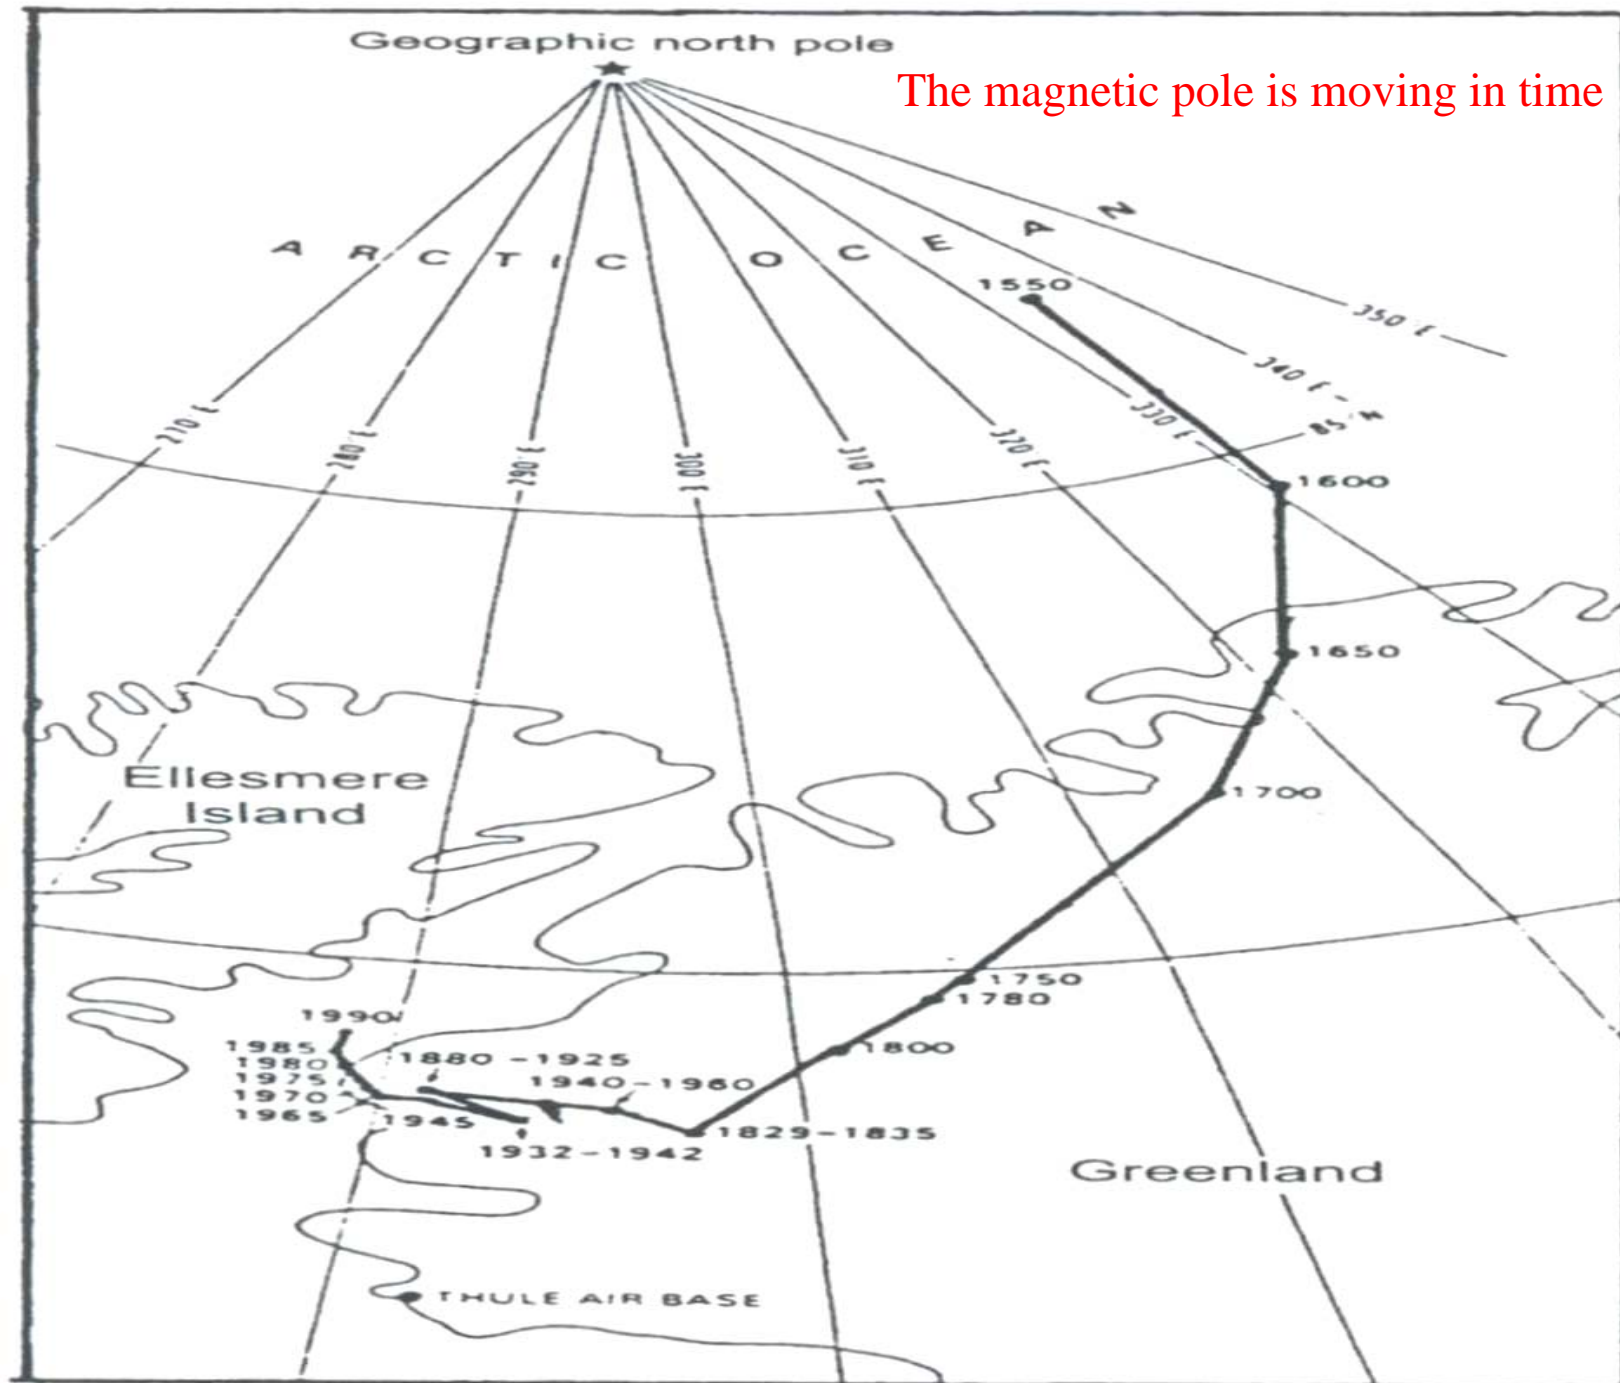 Geographic north pole
The magnetic pole is moving in time
ARCTIC OCEAN
1550
350 E
340 E
330 E
85 N
320 E
310 E
300 E
290 E
280 E
270 E
1600
1650
1700
Ellesmere
Island
1750
1780
1800
1990
1985
1980
1975
1970
1965
1945
1880 - 1925
1940 - 1960
1829 - 1835
1932 - 1942
Greenland
THULE AIR BASE